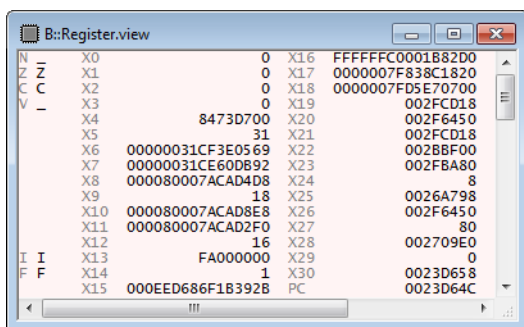 B::Register.view
N _ X0 0 X16 FFFFFFC0001B82D0
Z Z X1 0 X17 0000007F838C1820
C C X2 0 X18 0000007FD5E70700
V _ X3 0 X19 002FCD18
X4 8473D700 X20 002F6450
X5 31 X21 002FCD18
X6 00000031CF3E0569 X22 002BBF00
X7 00000031CE60DB92 X23 002FBA80
X8 000080007ACAD4D8 X24 8
X9 18 X25 0026A798
X10 000080007ACAD8E8 X26 002F6450
X11 000080007ACAD2F0 X27 80
X12 16 X28 002709E0
I I X13 FA000000 X29 0
F F X14 1 X30 0023D658
X15 000EED686F1B392B PC 0023D64C